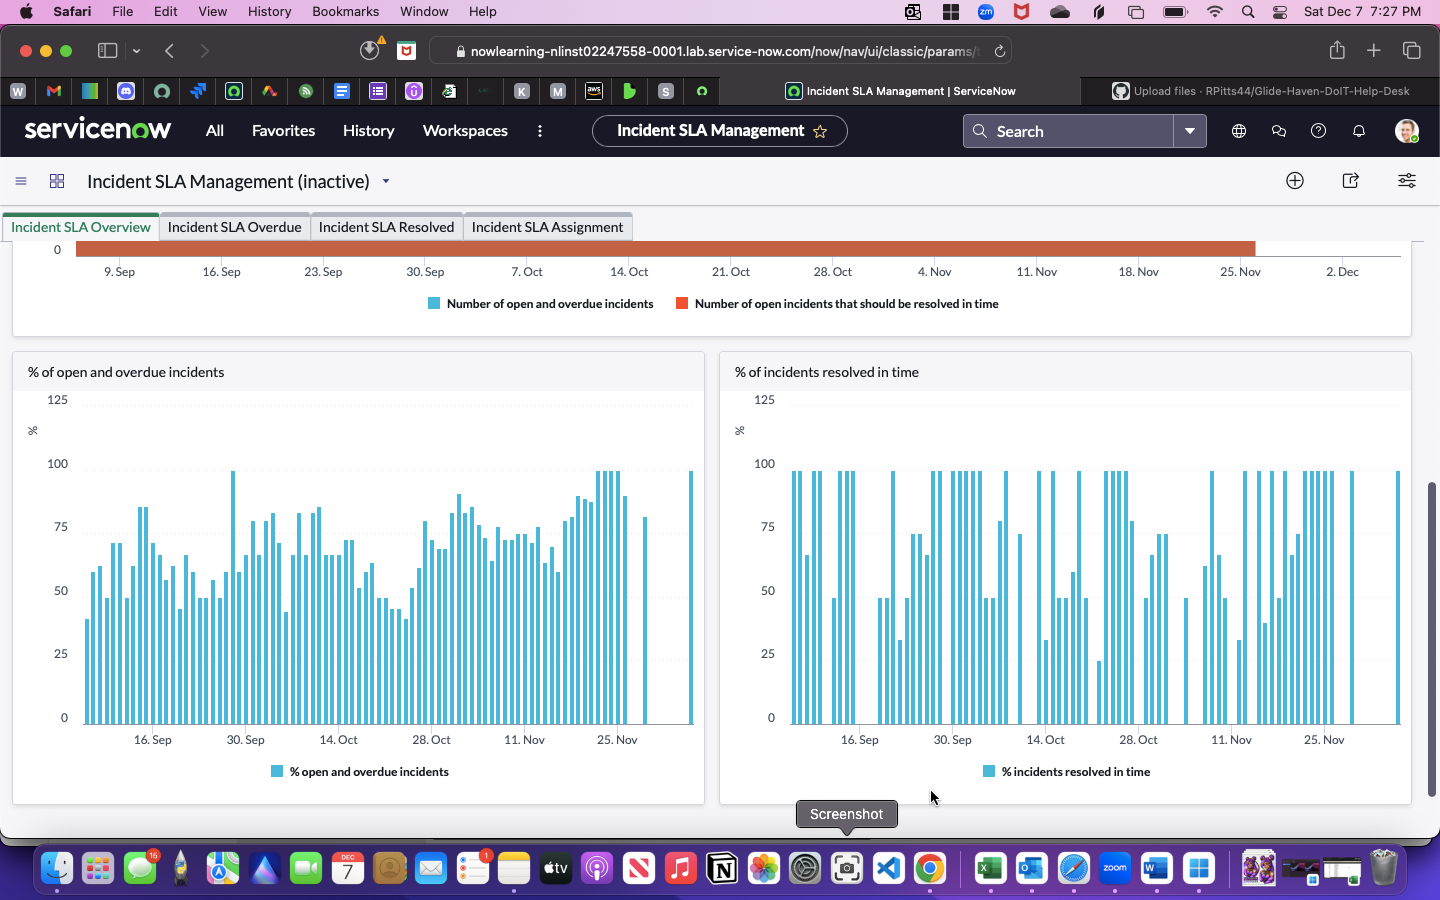 Safari File Edit View History Bookmarks Window Help
zm
Sat Dec 7 7:27 PM
nowlearning-nlinst02247558-0001.lab.service-now.com/now/nav/ui/classic/params/
W K M aws S
Incident SLA Management | ServiceNow
Upload files · RPitts44/Glide-Haven-DoIT-Help-Desk
servicenow All Favorites History Workspaces
Incident SLA Management
Search
Incident SLA Management (inactive)
Incident SLA Overview Incident SLA Overdue Incident SLA Resolved Incident SLA Assignment
0
9. Sep 16. Sep 23. Sep 30. Sep 7. Oct 14. Oct 21. Oct 28. Oct 4. Nov 11. Nov 18. Nov 25. Nov 2. Dec
Number of open and overdue incidents Number of open incidents that should be resolved in time
% of open and overdue incidents
125
%
100
75
50
25
0
16. Sep 30. Sep 14. Oct 28. Oct 11. Nov 25. Nov
% open and overdue incidents
% of incidents resolved in time
125
%
100
75
50
25
0
16. Sep 30. Sep 14. Oct 28. Oct 11. Nov 25. Nov
% incidents resolved in time
Screenshot
16
DEC
7
1
tv
zoom